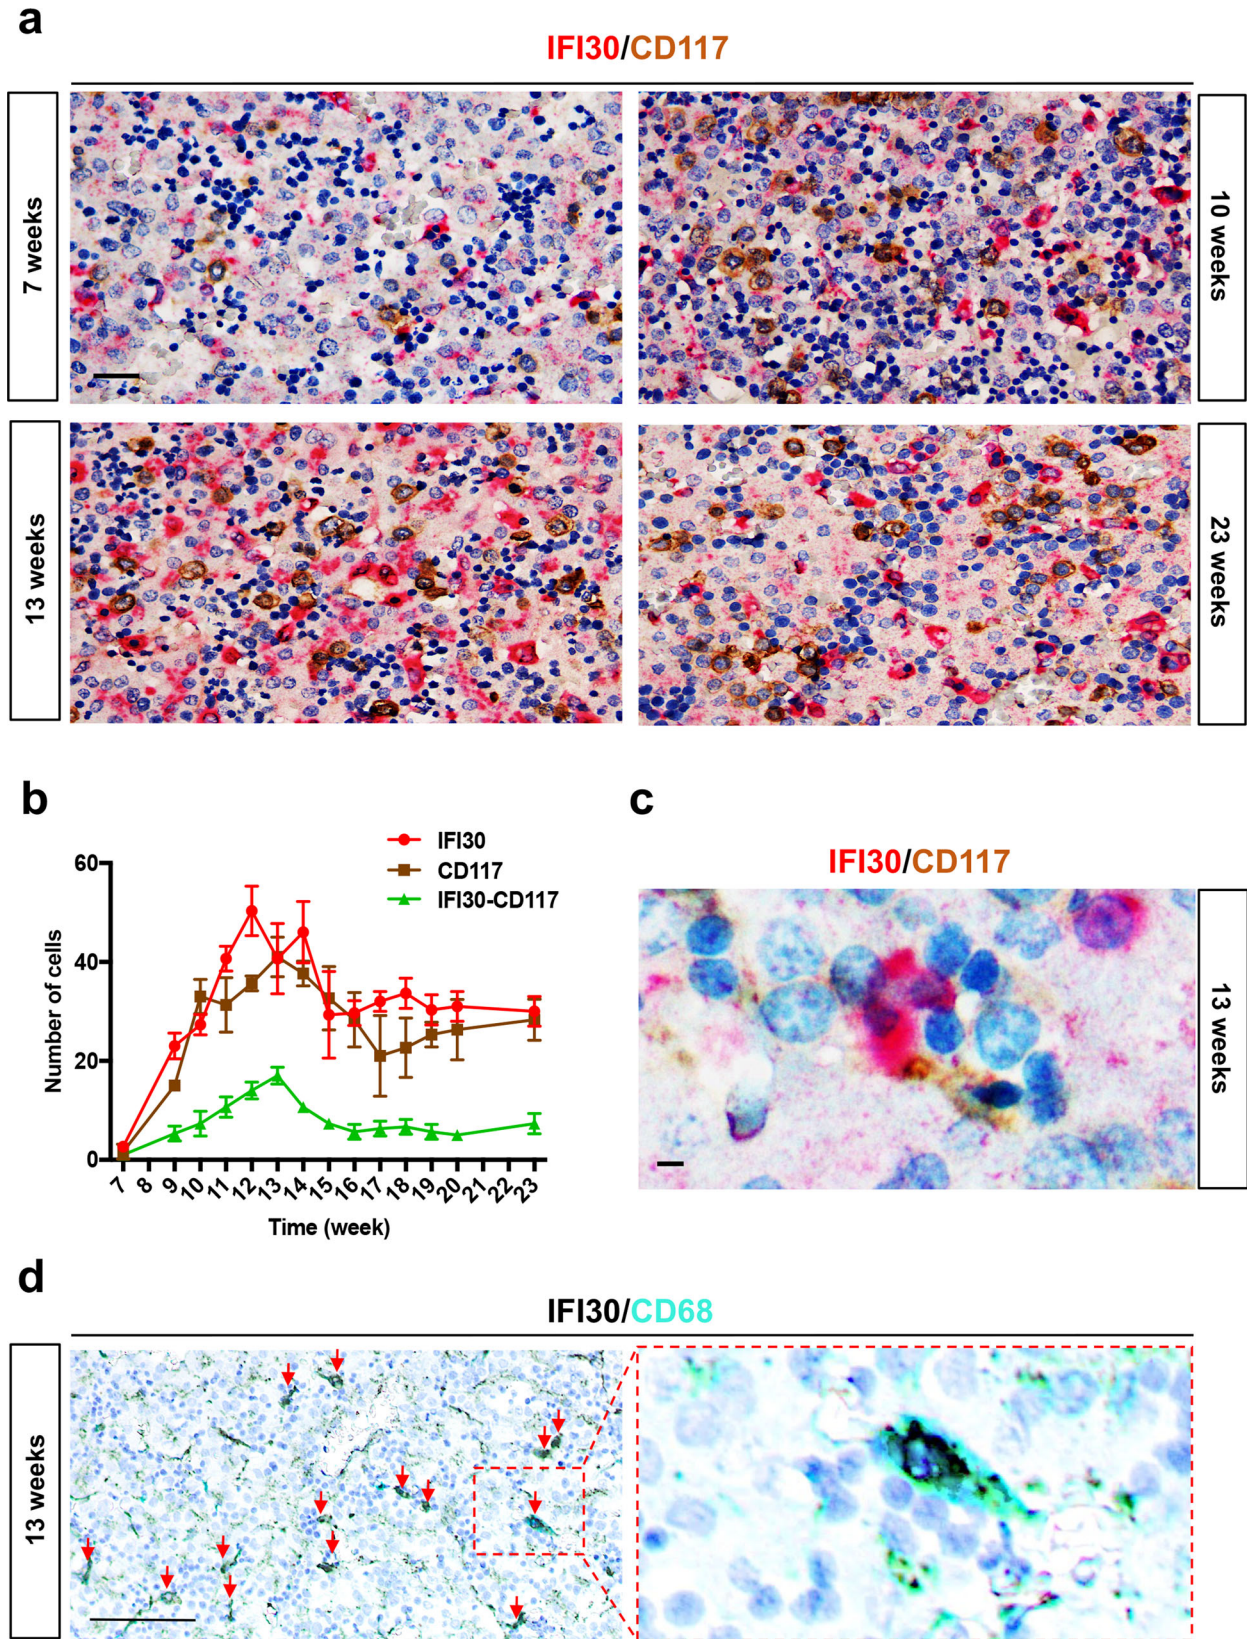 a
IFI30/CD117
7 weeks
10 weeks
13 weeks
23 weeks
b
IFI30
CD117
IFI30-CD117
60
40
20
0
Number of cells
7 8 9 10 11 12 13 14 15 16 17 18 19 20 21 22 23
Time (week)
c
IFI30/CD117
13 weeks
d
IFI30/CD68
13 weeks